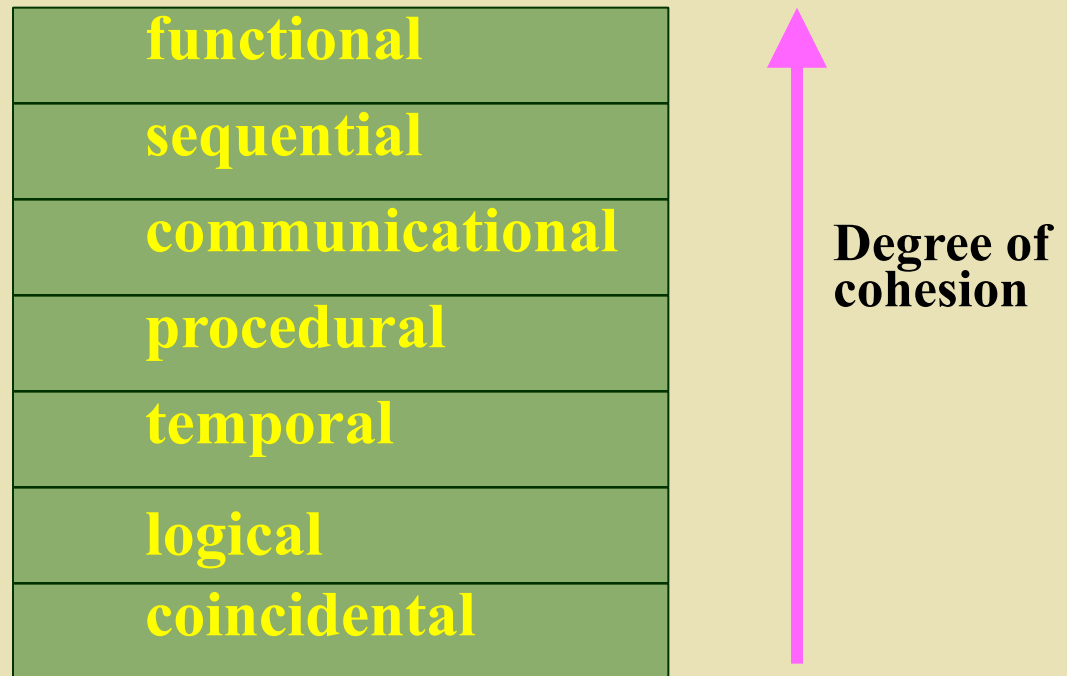 functional
sequential
communicational
procedural
temporal
logical
coincidental
Degree of
cohesion